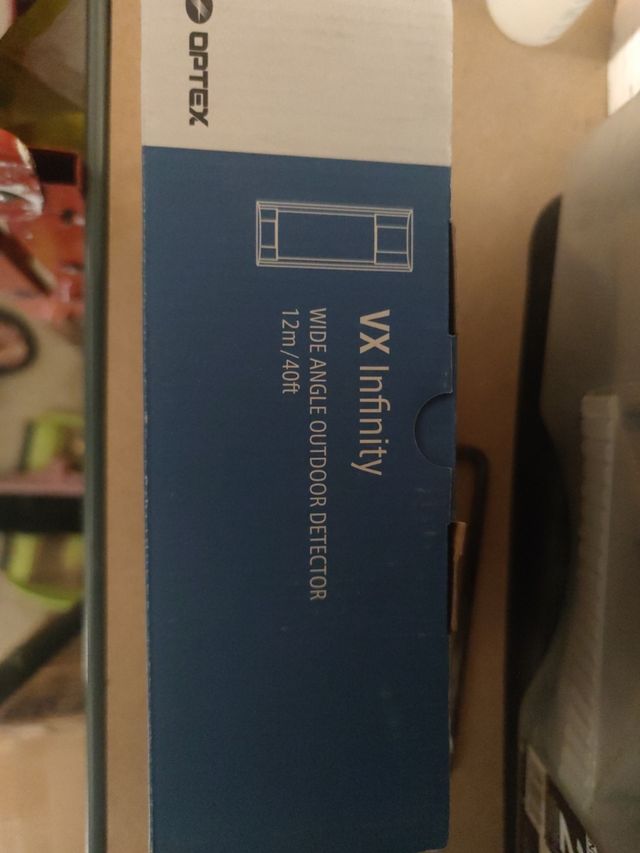 OPTEX
VX Infinity
WIDE ANGLE OUTDOOR DETECTOR
12m/40ft